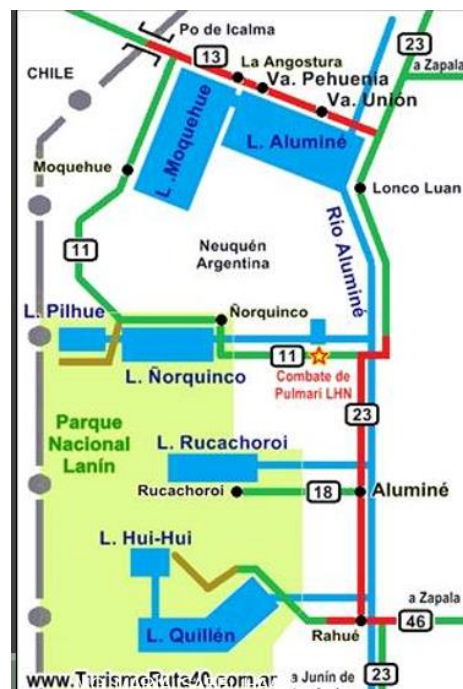 Po de Icalma
23
a Zapala
13
La Angostura
CHILE
Va. Pehuenia
Va. Unión
L. Moquehue
L. Aluminé
Moquehue
Lonco Luan
Rio Aluminé
11
Neuquén
Argentina
L. Pilhue
Ñorquinco
L. Ñorquinco
11
Combate de
Pulmari LHN
23
Parque
Nacional
Lanín
L. Rucachoroi
Rucachoroi
18
Aluminé
L. Hui-Hui
a Zapala
46
L. Quillén
Rahué
www.TurismoRuta40.com.ar
a Junín de
23